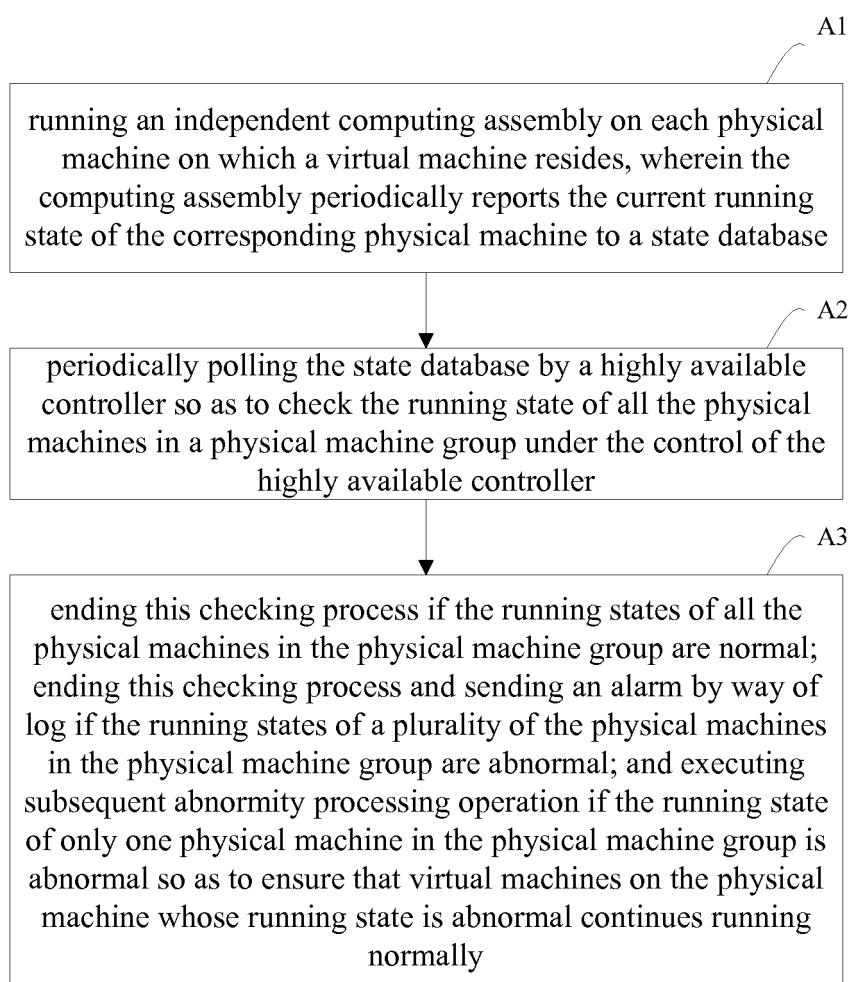 A1
running an independent computing assembly on each physical
machine on which a virtual machine resides, wherein the
computing assembly periodically reports the current running
state of the corresponding physical machine to a state database
A2
periodically polling the state database by a highly available
controller so as to check the running state of all the physical
machines in a physical machine group under the control of the
highly available controller
A3
ending this checking process if the running states of all the
physical machines in the physical machine group are normal;
ending this checking process and sending an alarm by way of
log if the running states of a plurality of the physical machines
in the physical machine group are abnormal; and executing
subsequent abnormity processing operation if the running state
of only one physical machine in the physical machine group is
abnormal so as to ensure that virtual machines on the physical
machine whose running state is abnormal continues running
normally